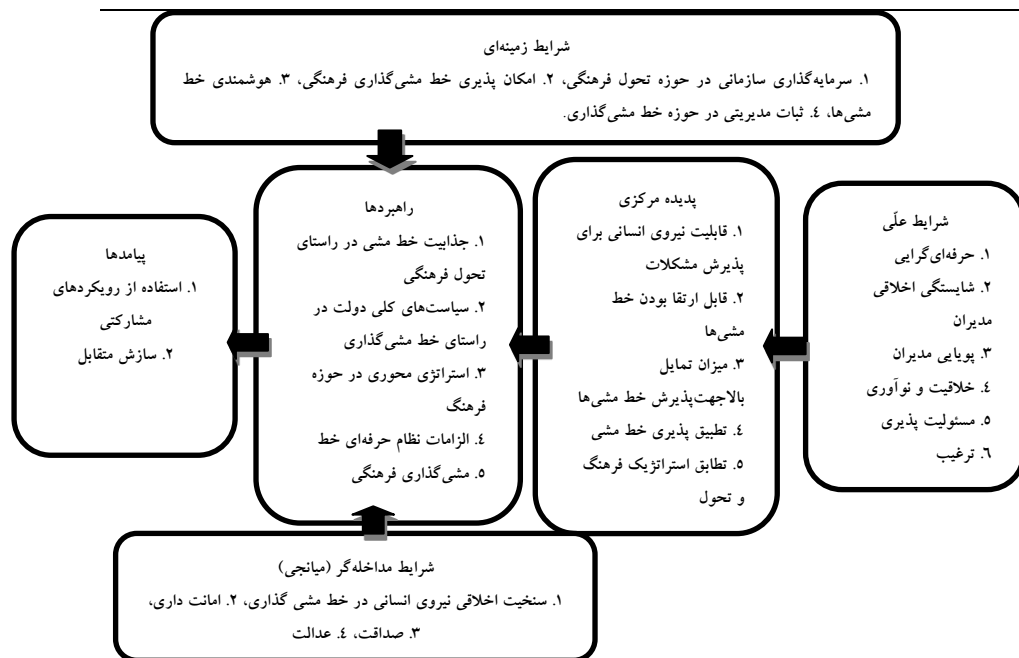 شرایط زمینه‌ای
۱. سرمایه‌گذاری سازمانی در حوزه تحول فرهنگی، ۲. امکان پذیری خط مشی‌گذاری فرهنگی، ۳. هوشمندی خط
مشی‌ها، ٤. ثبات مدیریتی در حوزه خط مشی‌گذاری.
شرایط علّی
۱. حرفه‌ای‌گرایی
۲. شایستگی اخلاقی
مدیران
۳. پویایی مدیران
٤. خلاقیت و نوآوری
٥. مسئولیت پذیری
٦. ترغیب
پدیده مرکزی
۱. قابلیت نیروی انسانی برای
پذیرش مشکلات
۲. قابل ارتقا بودن خط
مشی‌ها
۳. میزان تمایل
بالاجهت‌پذیرش خط مشی‌ها
٤. تطبیق پذیری خط مشی
٥. تطابق استراتژیک فرهنگ
و تحول
راهبردها
۱. جذابیت خط مشی در راستای
تحول فرهنگی
۲. سیاست‌های کلی دولت در
راستای خط مشی‌گذاری
۳. استراتژی محوری در حوزه
فرهنگ
٤. الزامات نظام حرفه‌ای خط
٥. مشی‌گذاری فرهنگی
پیامدها
۱. استفاده از رویکردهای
مشارکتی
۲. سازش متقابل
شرایط مداخله‌گر (میانجی)
۱. سنخیت اخلاقی نیروی انسانی در خط مشی گذاری، ۲. امانت داری،
۳. صداقت، ٤. عدالت